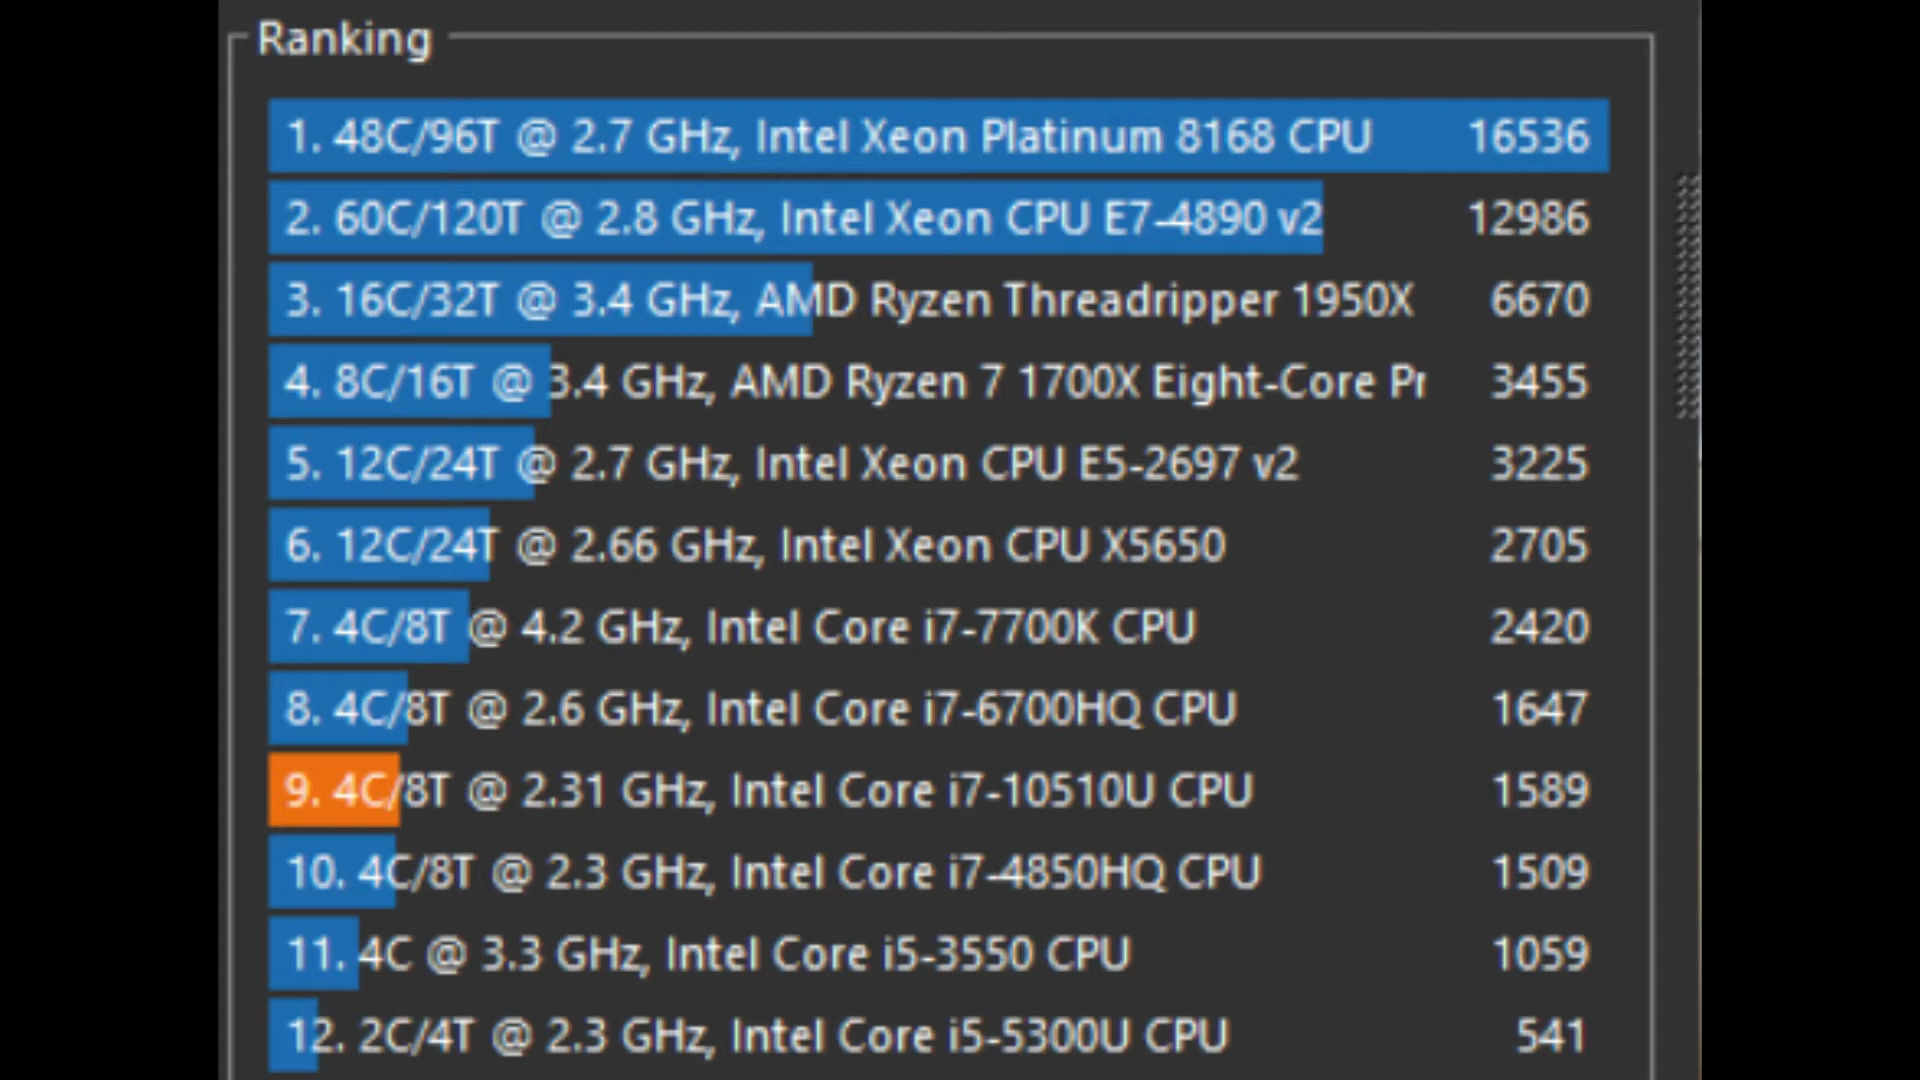 Ranking
1. 48C/96T @ 2.7 GHz, Intel Xeon Platinum 8168 CPU 16536
2. 60C/120T @ 2.8 GHz, Intel Xeon CPU E7-4890 v2 12986
3. 16C/32T @ 3.4 GHz, AMD Ryzen Threadripper 1950X 6670
4. 8C/16T @ 3.4 GHz, AMD Ryzen 7 1700X Eight-Core Pr 3455
5. 12C/24T @ 2.7 GHz, Intel Xeon CPU E5-2697 v2 3225
6. 12C/24T @ 2.66 GHz, Intel Xeon CPU X5650 2705
7. 4C/8T @ 4.2 GHz, Intel Core i7-7700K CPU 2420
8. 4C/8T @ 2.6 GHz, Intel Core i7-6700HQ CPU 1647
9. 4C/8T @ 2.31 GHz, Intel Core i7-10510U CPU 1589
10. 4C/8T @ 2.3 GHz, Intel Core i7-4850HQ CPU 1509
11. 4C @ 3.3 GHz, Intel Core i5-3550 CPU 1059
12. 2C/4T @ 2.3 GHz, Intel Core i5-5300U CPU 541